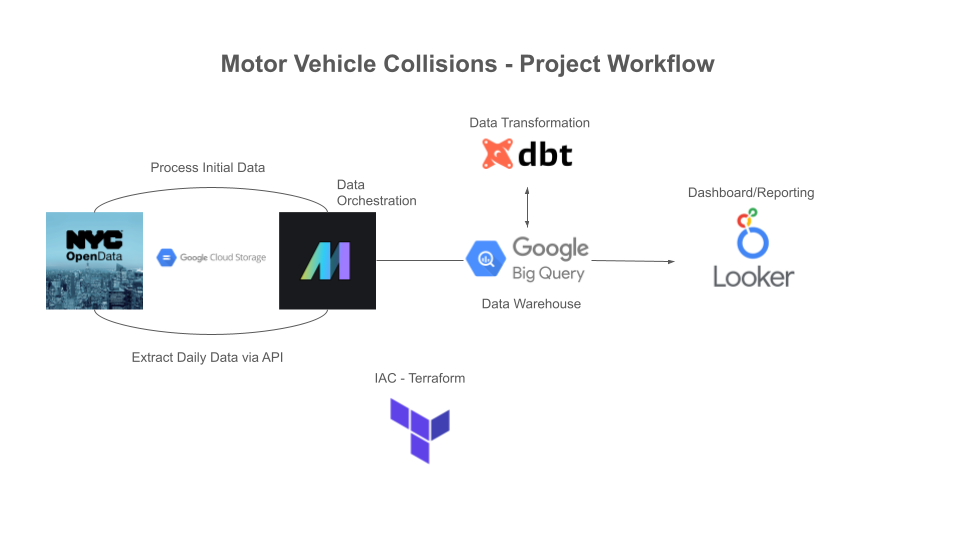 Motor Vehicle Collisions - Project Workflow
Data Transformation
dbt
Process Initial Data
Data
Orchestration
Dashboard/Reporting
NYC
OpenData
Google Cloud Storage
Google
Big Query
Looker
Data Warehouse
Extract Daily Data via API
IAC - Terraform